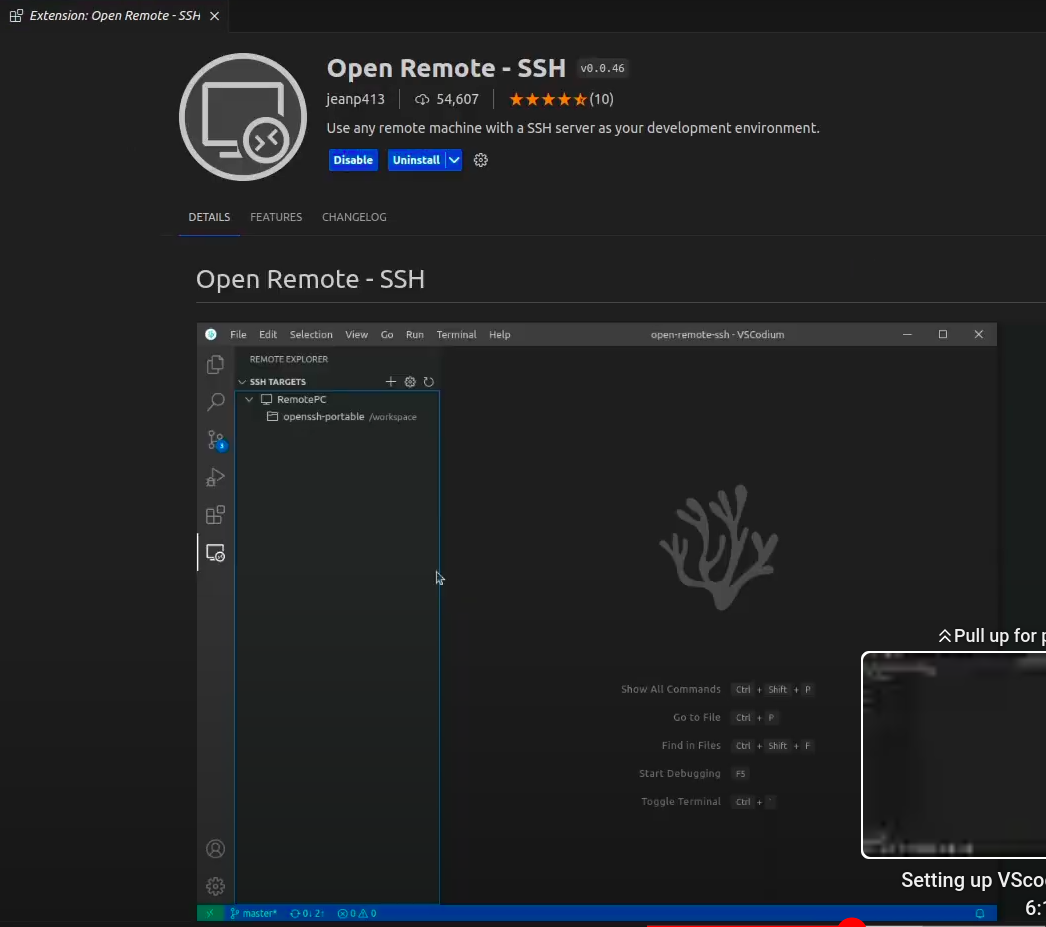 Extension: Open Remote - SSH
Open Remote - SSH v0.0.46
jeanp413 54,607 (10)
Use any remote machine with a SSH server as your development environment.
Disable Uninstall
DETAILS FEATURES CHANGELOG
Open Remote - SSH
File Edit Selection View Go Run Terminal Help open-remote-ssh - VSCodium
REMOTE EXPLORER
SSH TARGETS
RemotePC
openssh-portable /workspace
3
Pull up for
Show All Commands Ctrl + Shift + P
Go to File Ctrl + P
Find in Files Ctrl + Shift + F
Start Debugging F5
Toggle Terminal Ctrl + `
Setting up VSco
6:
master* 0↓ 2↑ 0 0